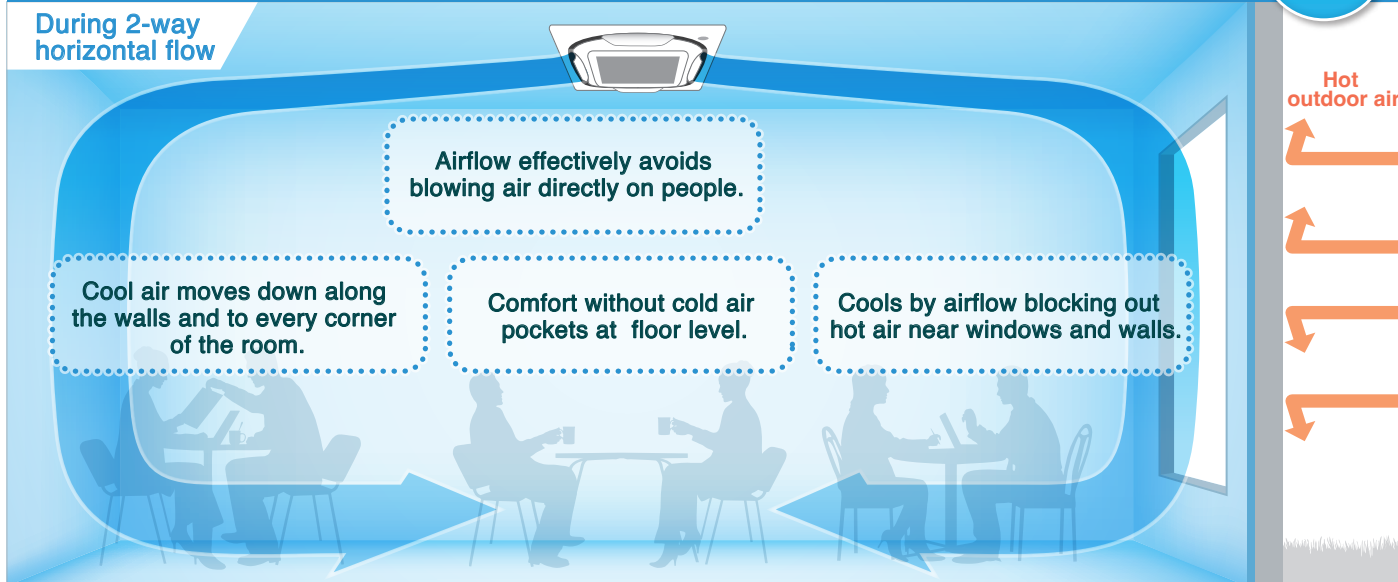 During 2-way
horizontal flow
Hot
outdoor air
Airflow effectively avoids
blowing air directly on people.
Cool air moves down along
the walls and to every corner
of the room.
Comfort without cold air
pockets at floor level.
Cools by airflow blocking out
hot air near windows and walls.